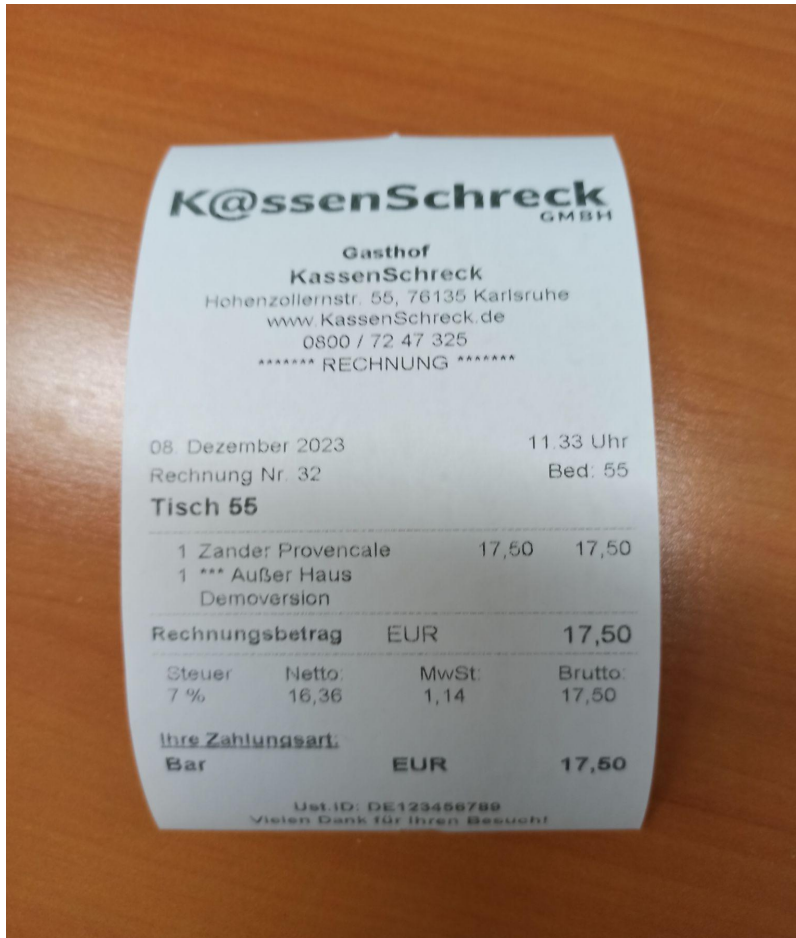 K@ssenSchreck
GMBH
Gasthof
KassenSchreck
Hohenzollernstr. 55, 76135 Karlsruhe
www.KassenSchreck.de
0800 / 72 47 325
******* RECHNUNG *******
08. Dezember 2023 11.33 Uhr
Rechnung Nr. 32 Bed: 55
Tisch 55
1 Zander Provencale 17,50 17,50
1 *** Außer Haus
Demoversion
Rechnungsbetrag EUR 17,50
Steuer Netto: MwSt: Brutto:
7 % 16,36 1,14 17,50
Ihre Zahlungsart:
Bar EUR 17,50
Ust.ID: DE123456789
Vielen Dank für Ihren Besuch!